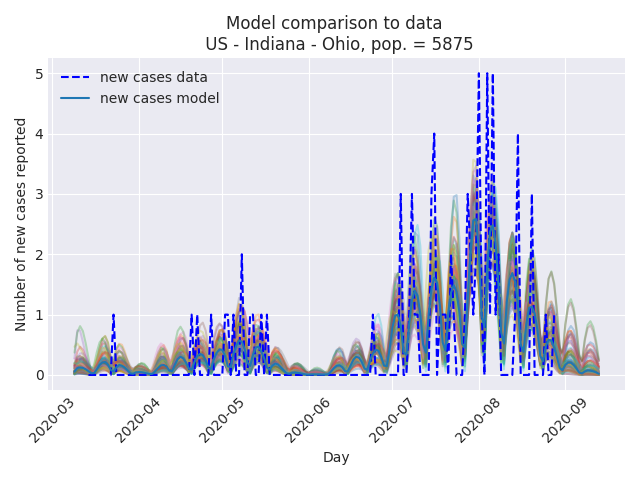 Model comparison to data
US - Indiana - Ohio, pop. = 5875
new cases data
new cases model
Number of new cases reported
5
4
3
2
1
0
2020-03
2020-04
2020-05
2020-06
2020-07
2020-08
2020-09
Day